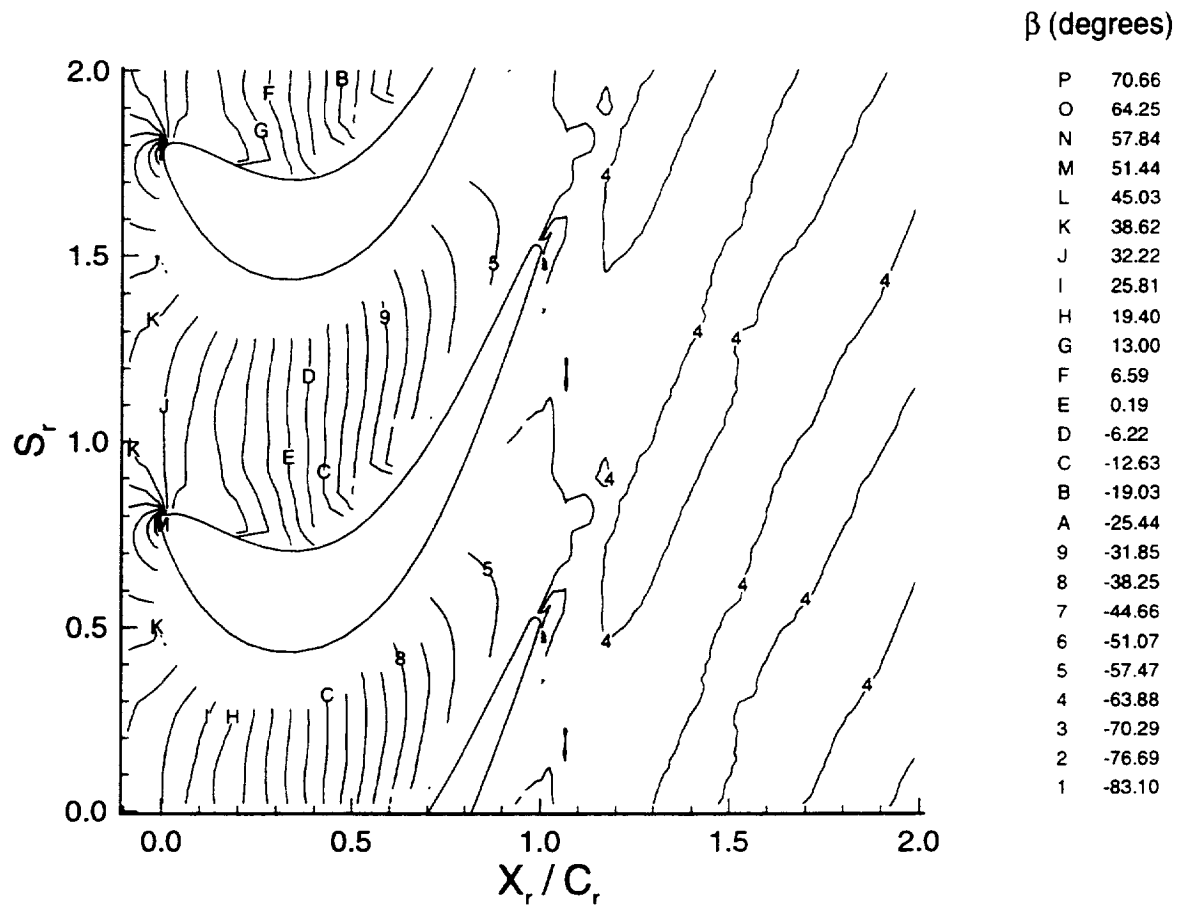 β (degrees)
P 70.66
O 64.25
N 57.84
M 51.44
L 45.03
K 38.62
J 32.22
I 25.81
H 19.40
G 13.00
F 6.59
E 0.19
D -6.22
C -12.63
B -19.03
A -25.44
9 -31.85
8 -38.25
7 -44.66
6 -51.07
5 -57.47
4 -63.88
3 -70.29
2 -76.69
1 -83.10
2.0
1.5
1.0
0.5
0.0
S_r
0.0 0.5 1.0 1.5 2.0
X_r / C_r
B
F
G
4
5
4
K
9
4 4
D
J
K
E C
4
M
5
4
4
K
4
8
4
C
I H